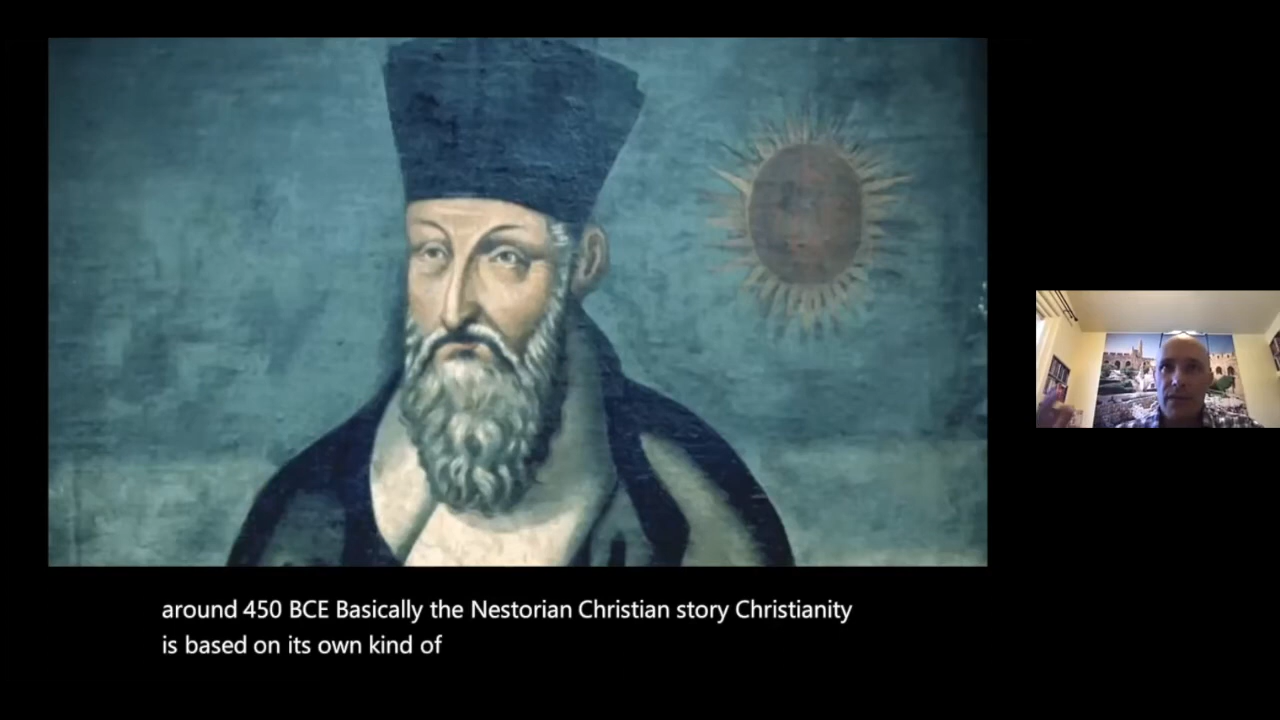 around 450 BCE Basically the Nestorian Christian story Christianity
is based on its own kind of